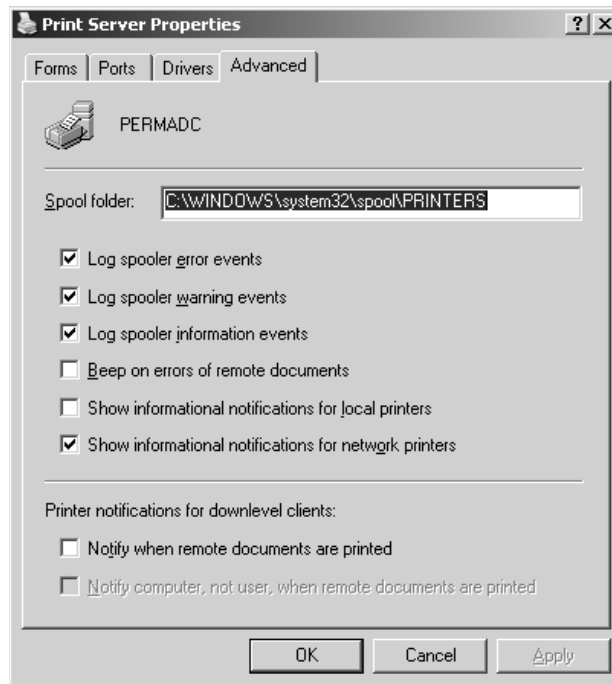 Print Server Properties
Forms Ports Drivers Advanced
PERMADC
Spool folder: C:\WINDOWS\system32\spool\PRINTERS
Log spooler error events
Log spooler warning events
Log spooler information events
Beep on errors of remote documents
Show informational notifications for local printers
Show informational notifications for network printers
Printer notifications for downlevel clients:
Notify when remote documents are printed
Notify computer, not user, when remote documents are printed
OK Cancel Apply